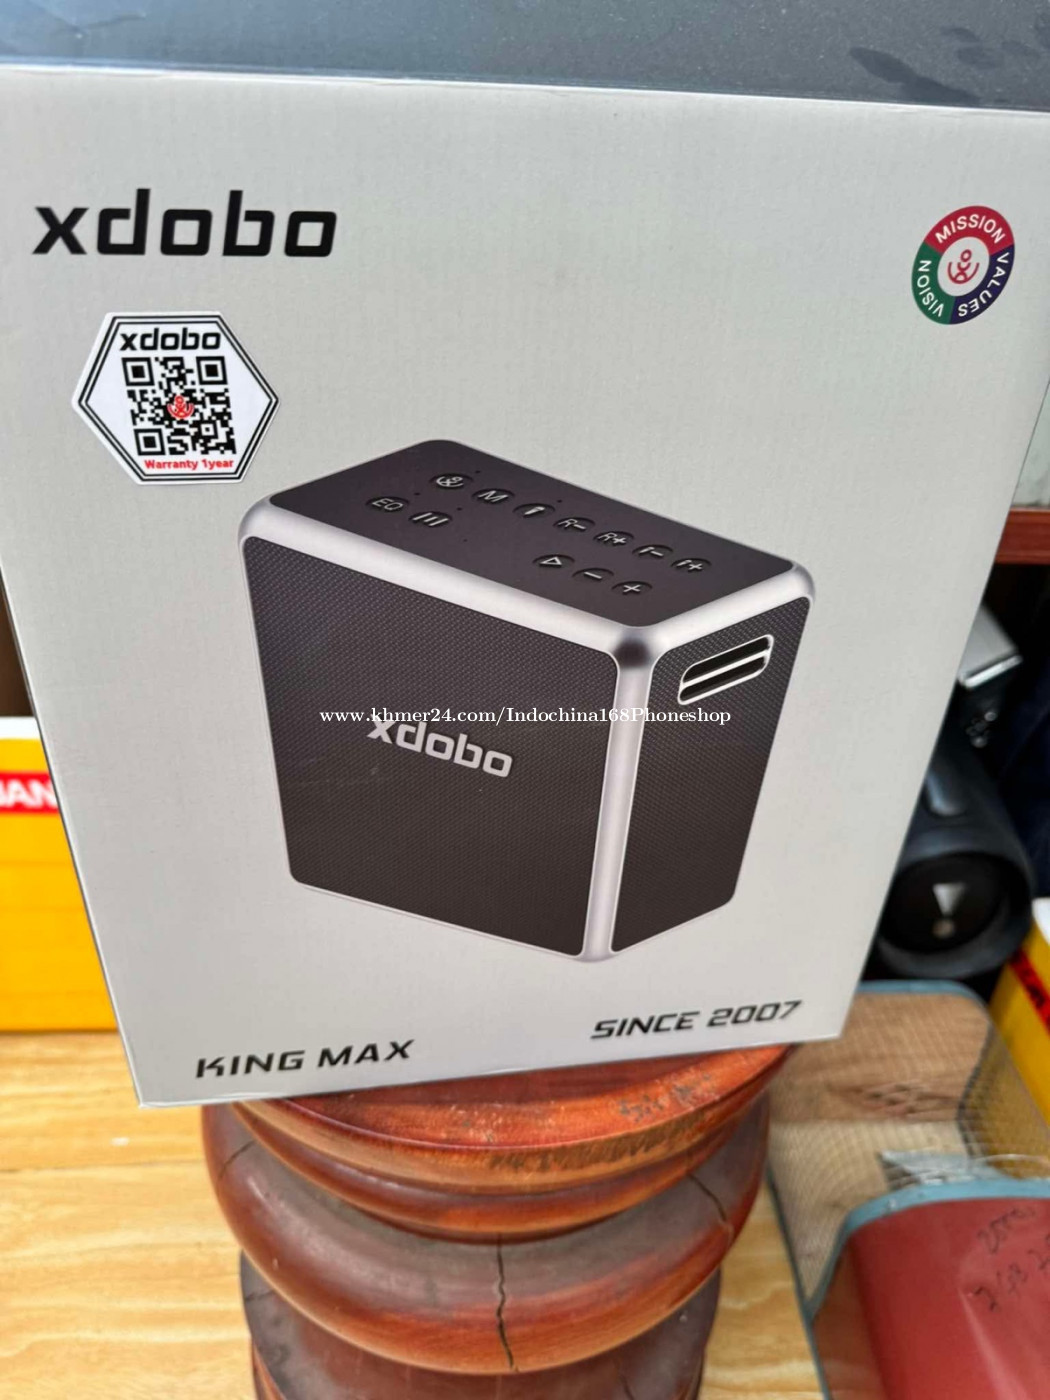 xdobo
MISSION
VALUES
VISION
xdobo
Warranty 1year
M
EQ
R-
R+
i-
i+
www.khmer24.com/Indochina168Phoneshop
xdobo
KING MAX
SINCE 2007